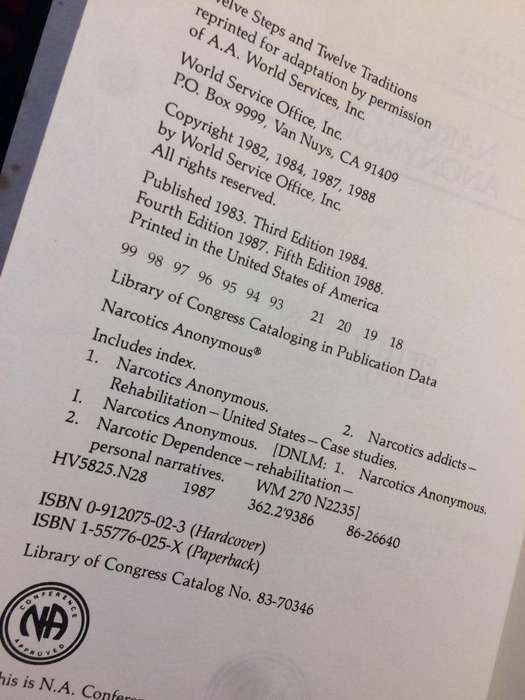 elve Steps and Twelve Traditions
reprinted for adaptation by permission
of A.A. World Services, Inc.
World Service Office, Inc.
P.O. Box 9999, Van Nuys, CA 91409
Copyright 1982, 1984, 1987, 1988
by World Service Office, Inc.
All rights reserved.
Published 1983. Third Edition 1984.
Fourth Edition 1987. Fifth Edition 1988.
Printed in the United States of America
99 98 97 96 95 94 93 21 20 19 18
Library of Congress Cataloging in Publication Data
Narcotics Anonymous®
Includes index.
1. Narcotics Anonymous. 2. Narcotics addicts—
Rehabilitation—United States—Case studies.
I. Narcotics Anonymous. [DNLM: 1. Narcotics Anonymous.
2. Narcotic Dependence—rehabilitation—
personal narratives. WM 270 N2235]
HV5825.N28 1987 362.2'9386 86-26640
ISBN 0-912075-02-3 (Hardcover)
ISBN 1-55776-025-X (Paperback)
Library of Congress Catalog No. 83-70346
CONFERENCE
NA
APPROVED
his is N.A. Confere